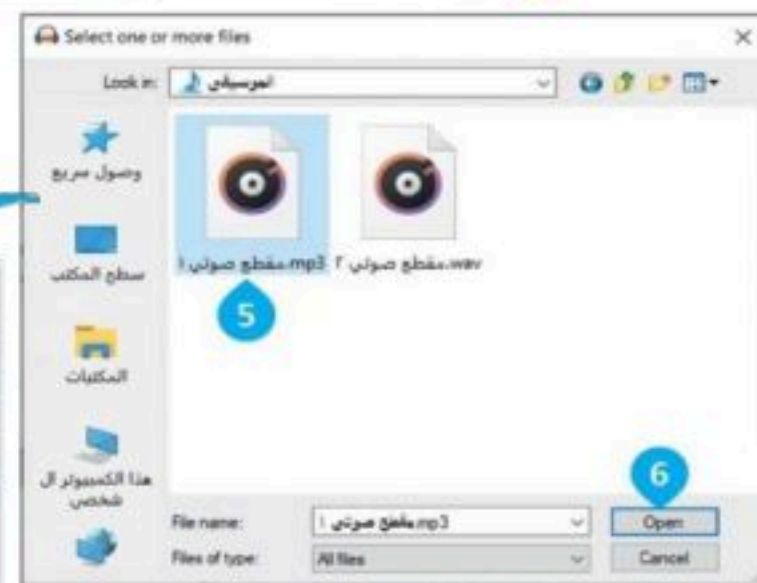 Select one or more files
Look in: الموسيقى
وصول سريع
سطح المكتب
المكتبات
هذا الكمبيوتر ال
شخصي
مقطع صوتي ١.mp3
مقطع صوتي ٢.wav
5
6
File name: مقطع صوتي ١.mp3
Open
Files of type: All files
Cancel